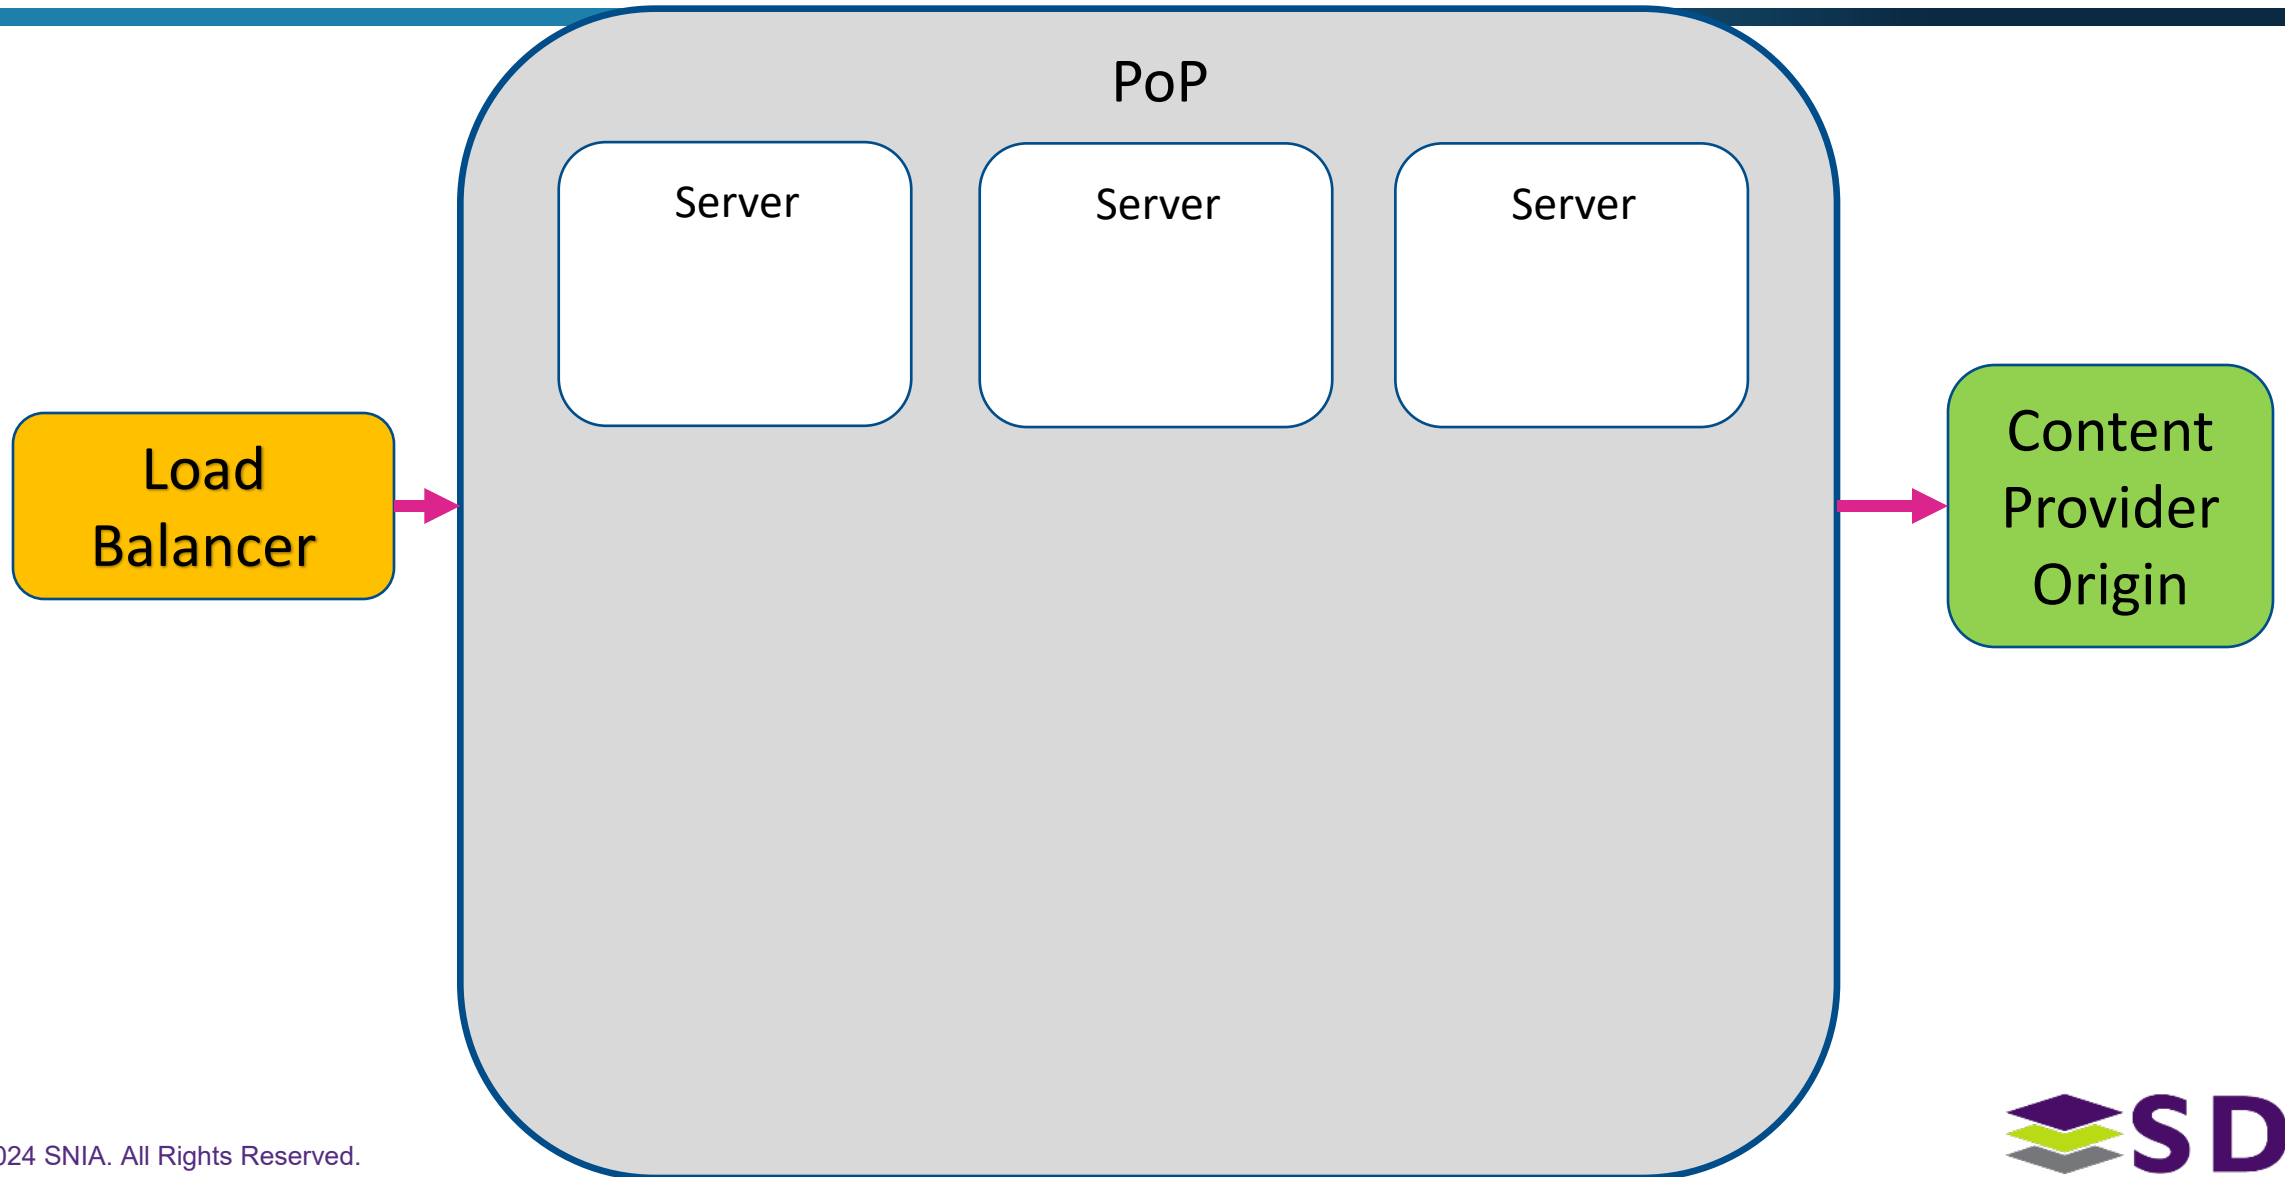 PoP
Server
Server
Server
Load
Balancer
Content
Provider
Origin
024 SNIA. All Rights Reserved.
SD